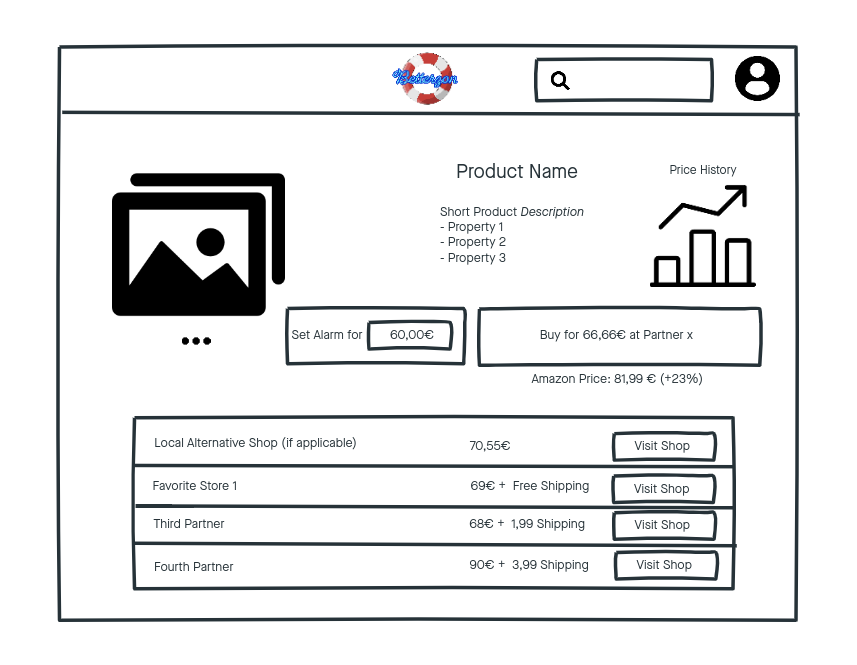 Betterzon
Product Name
Price History
Short Product Description
- Property 1
- Property 2
- Property 3
Set Alarm for 60,00€
Buy for 66,66€ at Partner x
Amazon Price: 81,99 € (+23%)
Local Alternative Shop (if applicable) 70,55€ Visit Shop
Favorite Store 1 69€ + Free Shipping Visit Shop
Third Partner 68€ + 1,99 Shipping Visit Shop
Fourth Partner 90€ + 3,99 Shipping Visit Shop